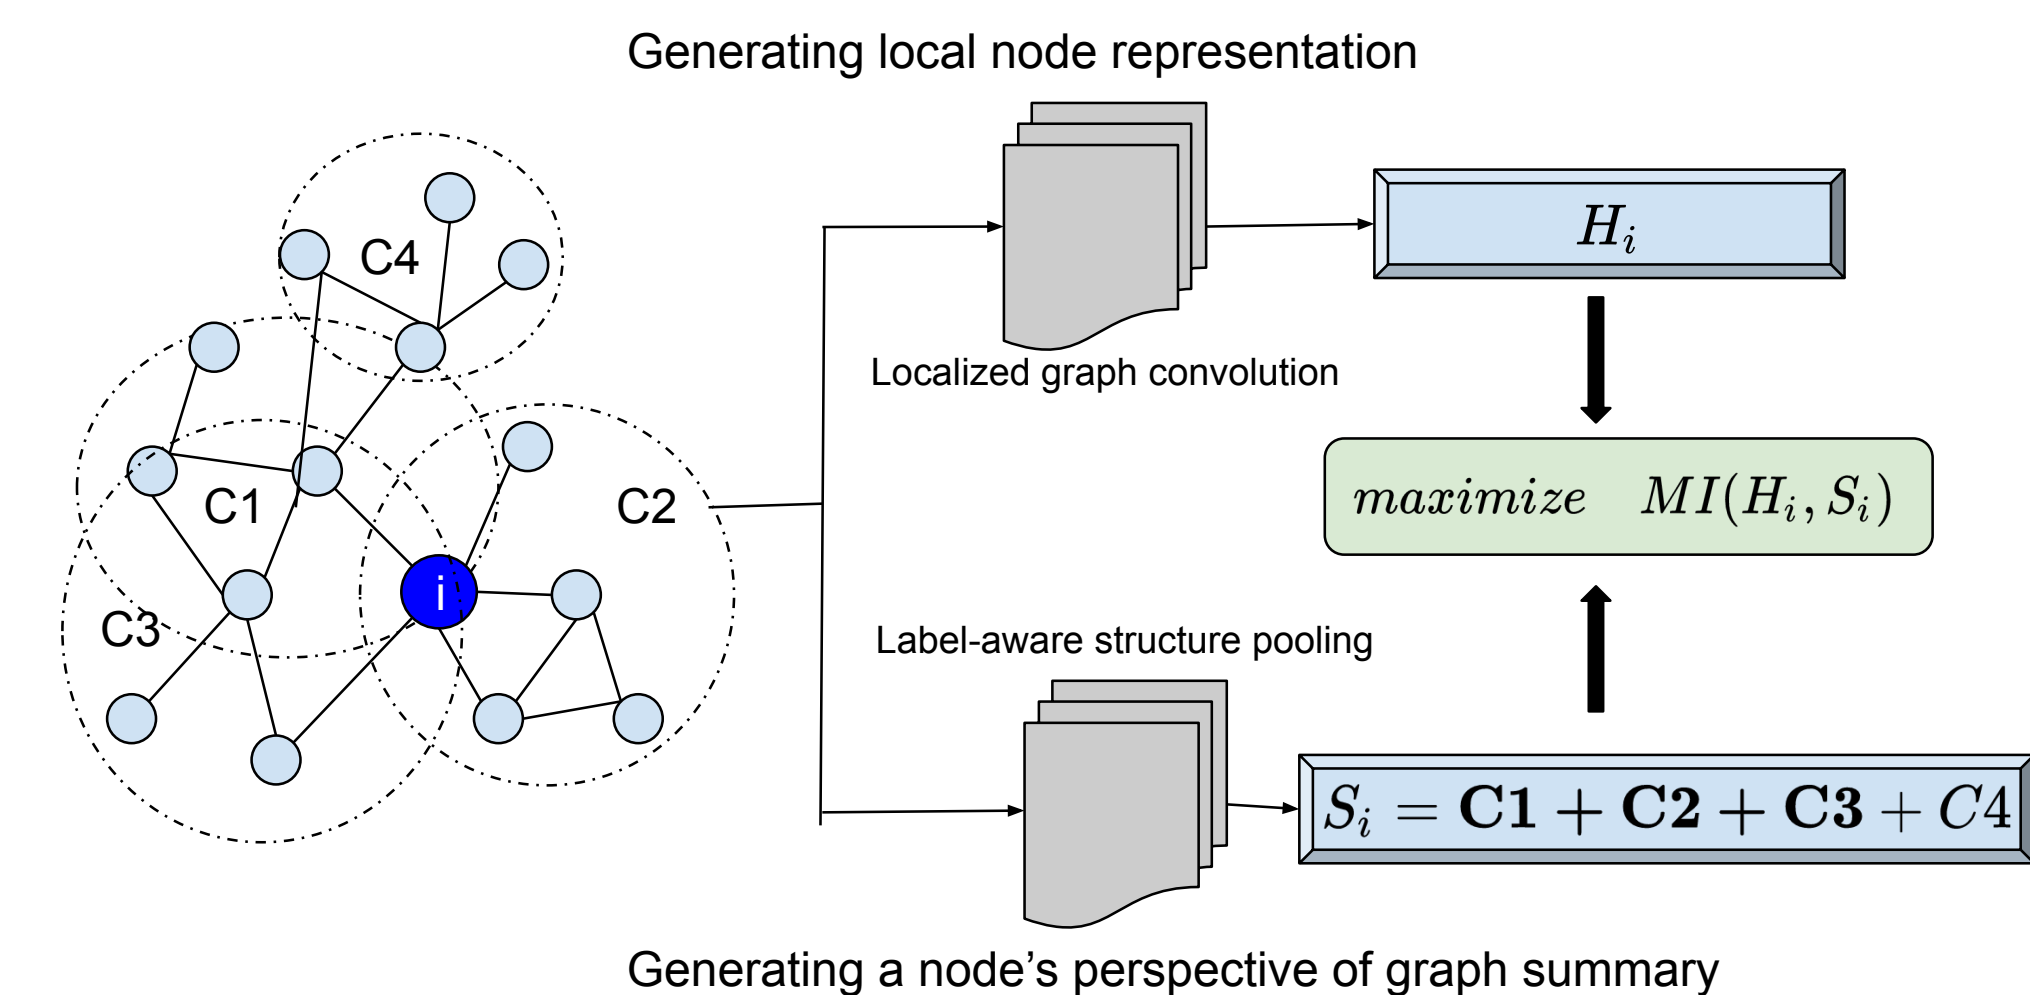 Generating local node representation
C4
H_i
Localized graph convolution
C1
C2
maximize MI(H_i, S_i)
i
C3
Label-aware structure pooling
S_i = C1 + C2 + C3 + C4
Generating a node’s perspective of graph summary